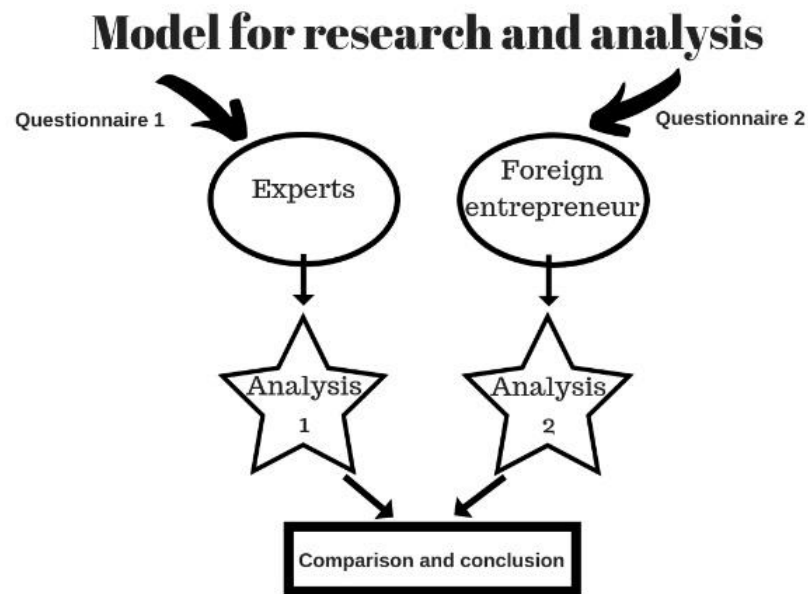 Model for research and analysis
Questionnaire 1
Questionnaire 2
Experts
Foreign
entrepreneur
Analysis
1
Analysis
2
Comparison and conclusion